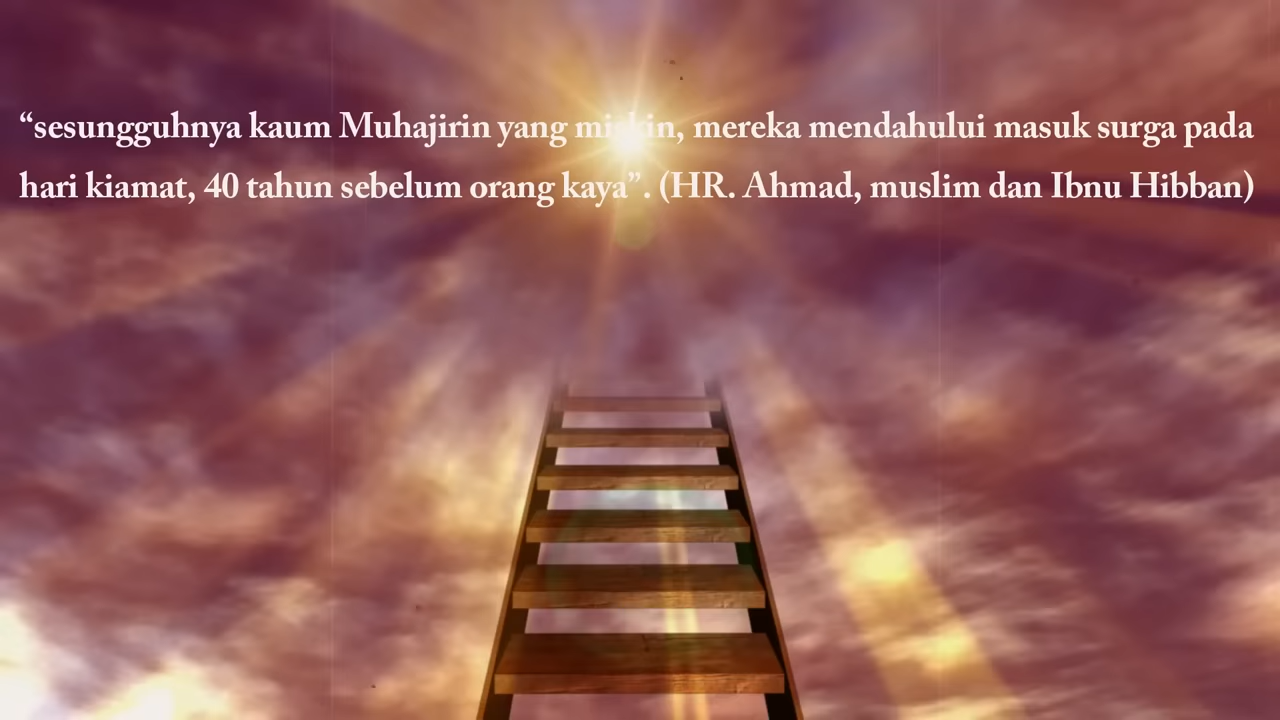 “sesungguhnya kaum Muhajirin yang miskin, mereka mendahului masuk surga pada
hari kiamat, 40 tahun sebelum orang kaya”. (HR. Ahmad, muslim dan Ibnu Hibban)